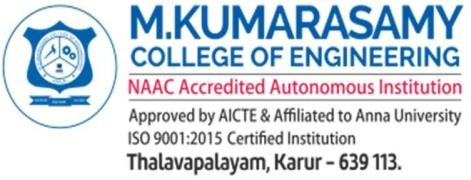 M.KUMARASAMY
COLLEGE OF ENGINEERING
NAAC Accredited Autonomous Institution
Approved by AICTE & Affiliated to Anna University
ISO 9001:2015 Certified Institution
Thalavapalayam, Karur – 639 113.